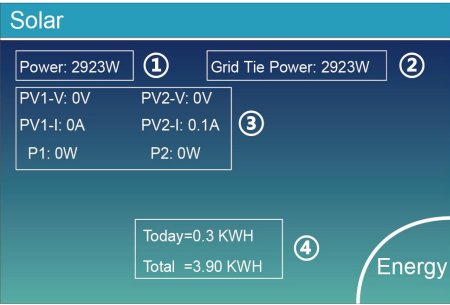 Solar
Power: 2923W ① Grid Tie Power: 2923W ②
PV1-V: 0V PV2-V: 0V
PV1-I: 0A PV2-I: 0.1A ③
P1: 0W P2: 0W
Today=0.3 KWH
④
Total =3.90 KWH
Energy